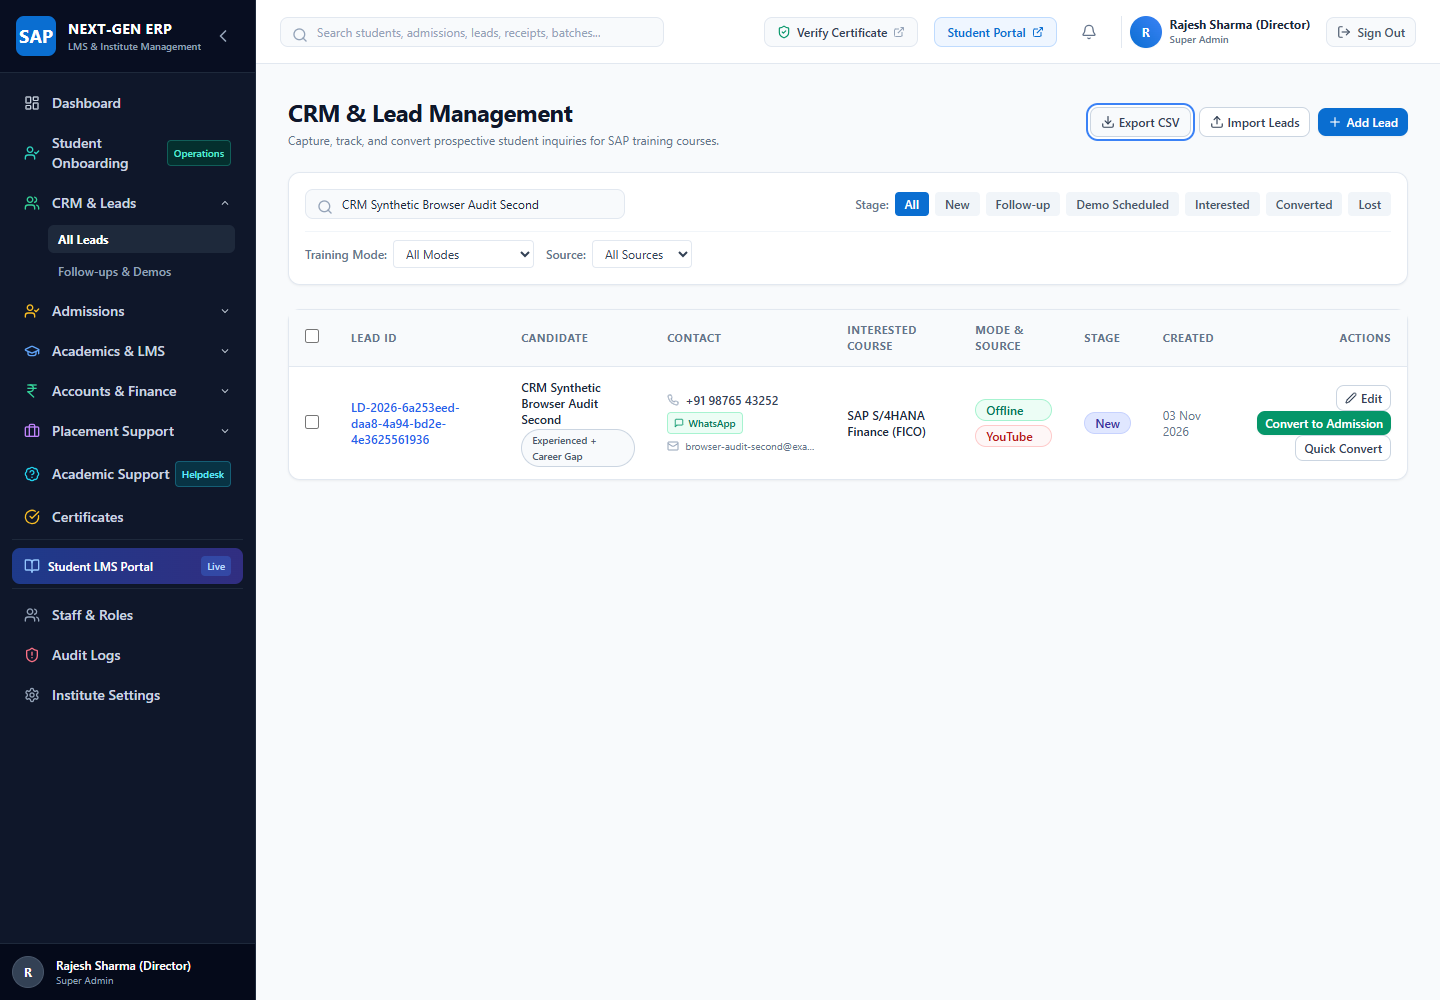 SAP
NEXT-GEN ERP
LMS & Institute Management
Dashboard
Student Onboarding
Operations
CRM & Leads
All Leads
Follow-ups & Demos
Admissions
Academics & LMS
Accounts & Finance
Placement Support
Academic Support
Helpdesk
Certificates
Student LMS Portal
Live
Staff & Roles
Audit Logs
Institute Settings
R
Rajesh Sharma (Director)
Super Admin
Search students, admissions, leads, receipts, batches...
Verify Certificate
Student Portal
R
Rajesh Sharma (Director)
Super Admin
Sign Out
CRM & Lead Management
Capture, track, and convert prospective student inquiries for SAP training courses.
Export CSV
Import Leads
Add Lead
CRM Synthetic Browser Audit Second
Stage:
All
New
Follow-up
Demo Scheduled
Interested
Converted
Lost
Training Mode:
All Modes
Source:
All Sources
LEAD ID
CANDIDATE
CONTACT
INTERESTED
COURSE
MODE &
SOURCE
STAGE
CREATED
ACTIONS
LD-2026-6a253eed-
daa8-4a94-bd2e-
4e3625561936
CRM Synthetic
Browser Audit
Second
Experienced +
Career Gap
+91 98765 43252
WhatsApp
browser-audit-second@exa...
SAP S/4HANA
Finance (FICO)
Offline
YouTube
New
03 Nov
2026
Edit
Convert to Admission
Quick Convert